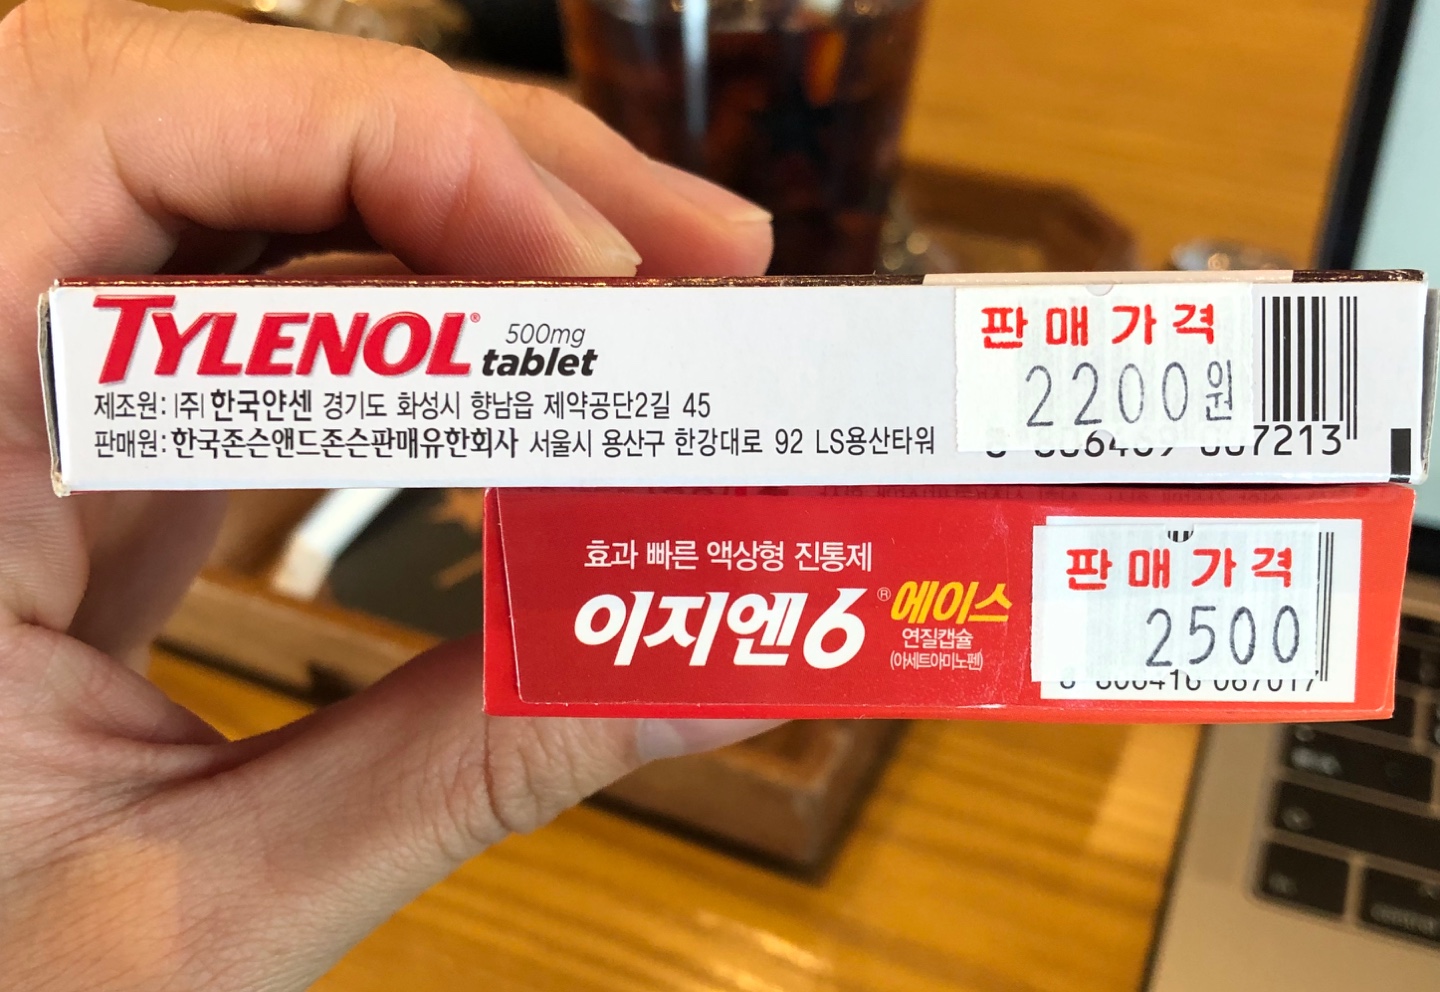 TYLENOL® 500mg tablet
제조원: (주)한국얀센 경기도 화성시 향남읍 제약공단2길 45
판매원: 한국존슨앤드존슨판매유한회사 서울시 용산구 한강대로 92 LS용산타워
판매가격
2200원
7213
효과 빠른 액상형 진통제
이지엔6® 에이스
연질캡슐
(아세트아미노펜)
판매가격
2500
067017